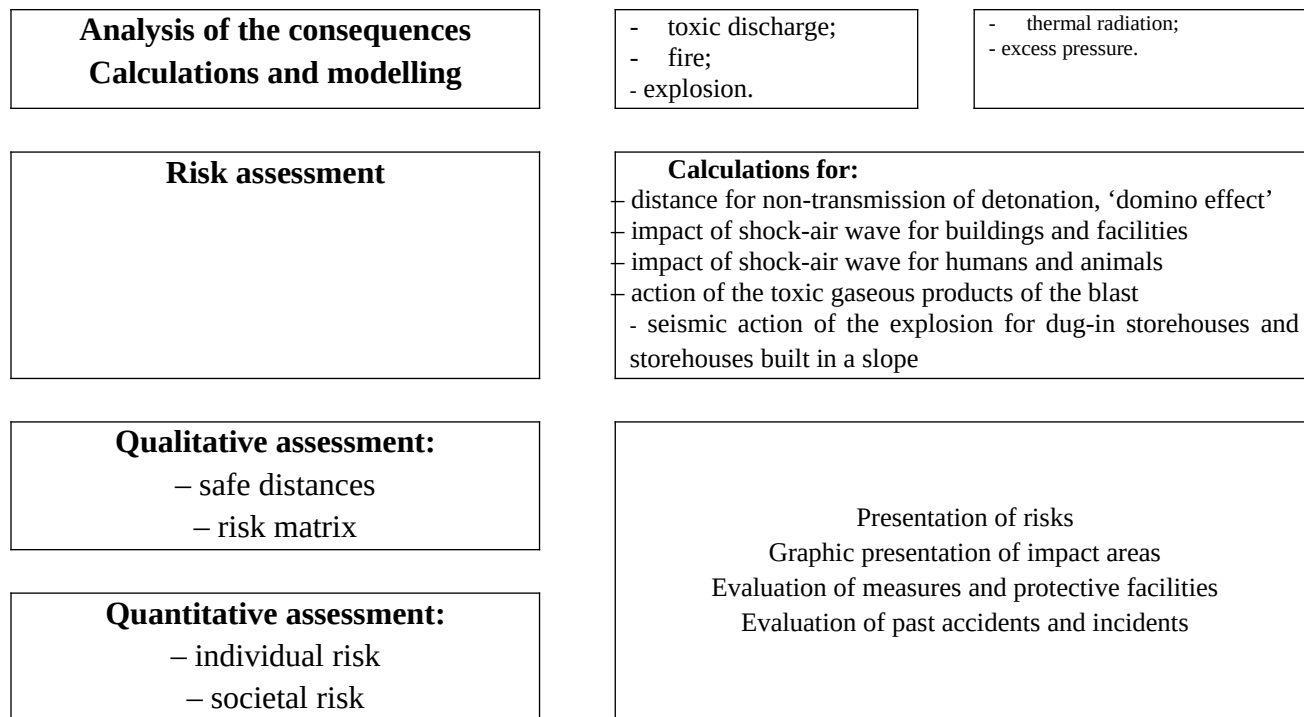 Analysis of the consequences
Calculations and modelling
- toxic discharge;
- fire;
- explosion.
- thermal radiation;
- excess pressure.
Risk assessment
Calculations for:
– distance for non-transmission of detonation, ‘domino effect’
– impact of shock-air wave for buildings and facilities
– impact of shock-air wave for humans and animals
– action of the toxic gaseous products of the blast
- seismic action of the explosion for dug-in storehouses and
storehouses built in a slope
Qualitative assessment:
– safe distances
– risk matrix
Quantitative assessment:
– individual risk
– societal risk
Presentation of risks
Graphic presentation of impact areas
Evaluation of measures and protective facilities
Evaluation of past accidents and incidents